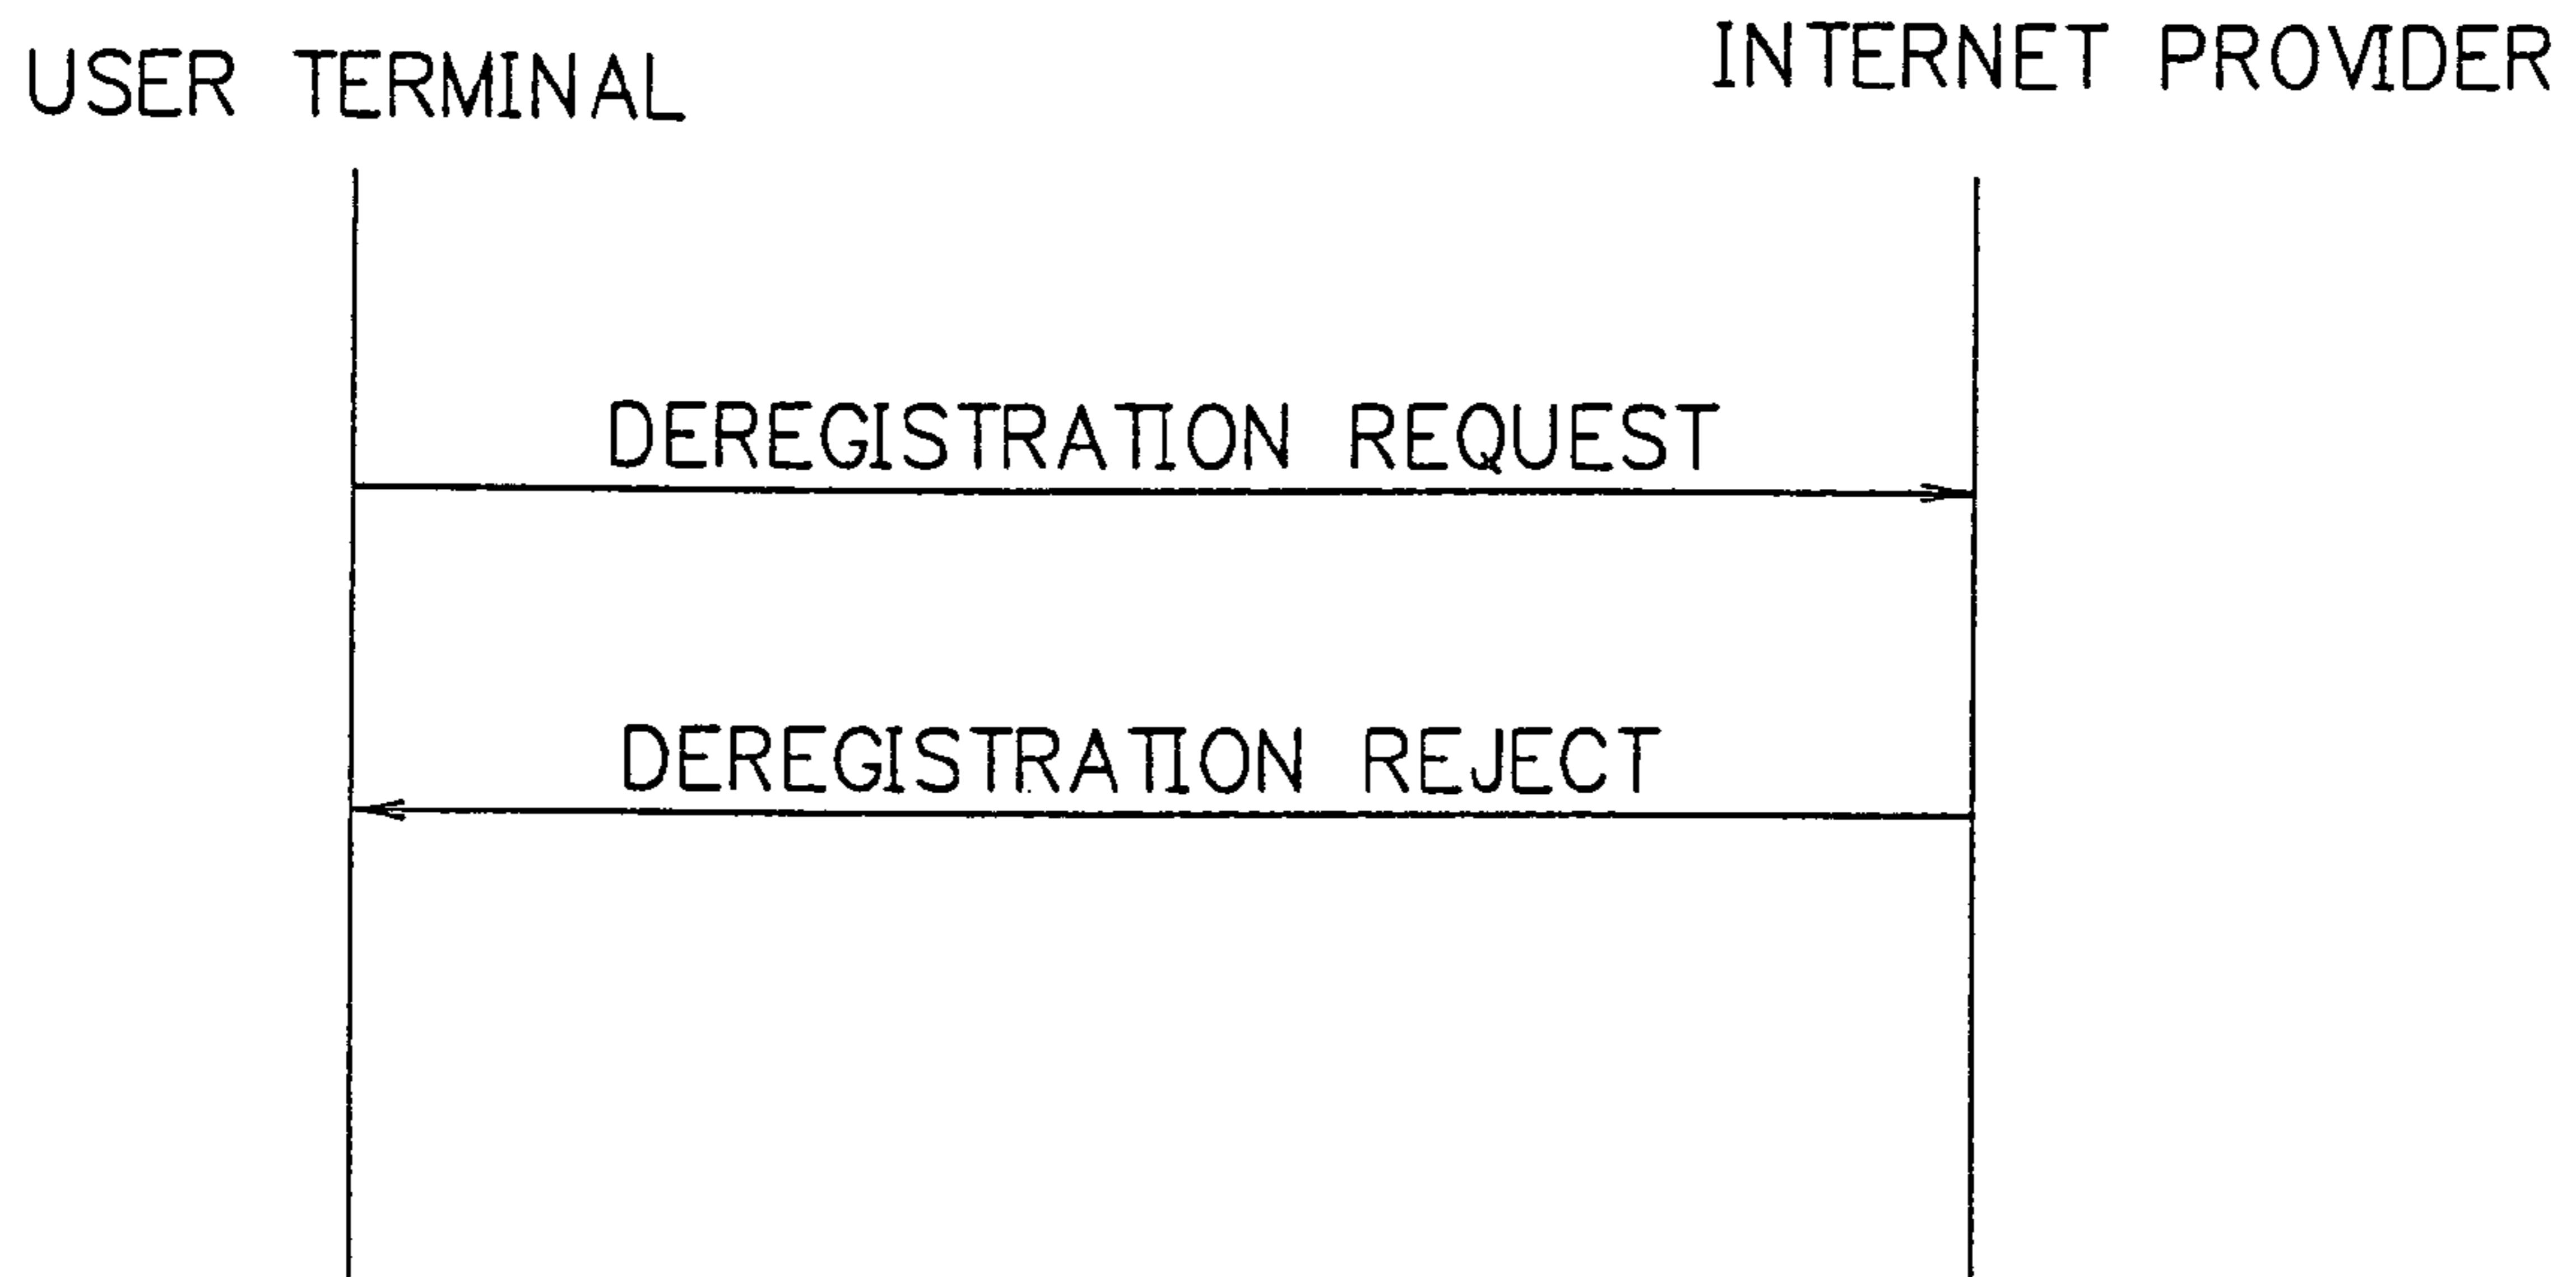 USER TERMINAL
INTERNET PROVIDER
DEREGISTRATION REQUEST
DEREGISTRATION REJECT